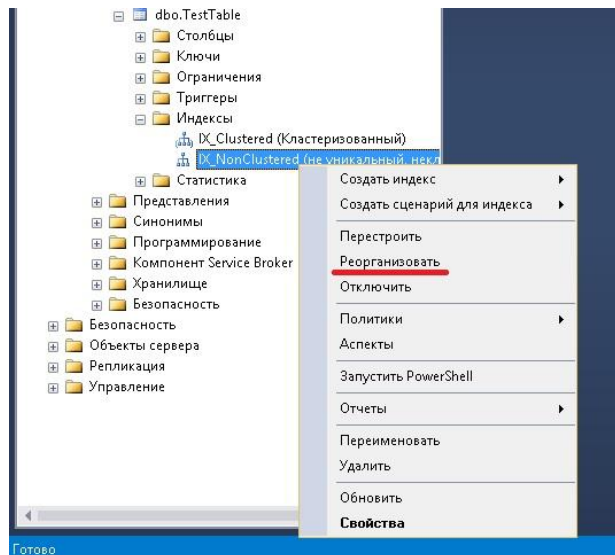 dbo.TestTable
Столбцы
Ключи
Ограничения
Триггеры
Индексы
IX_Clustered (Кластеризованный)
IX_NonClustered (не уникальный, некл
Статистика
Представления
Синонимы
Программирование
Компонент Service Broker
Хранилище
Безопасность
Безопасность
Объекты сервера
Репликация
Управление
Создать индекс
Создать сценарий для индекса
Перестроить
Реорганизовать
Отключить
Политики
Аспекты
Запустить PowerShell
Отчеты
Переименовать
Удалить
Обновить
Свойства
Готово